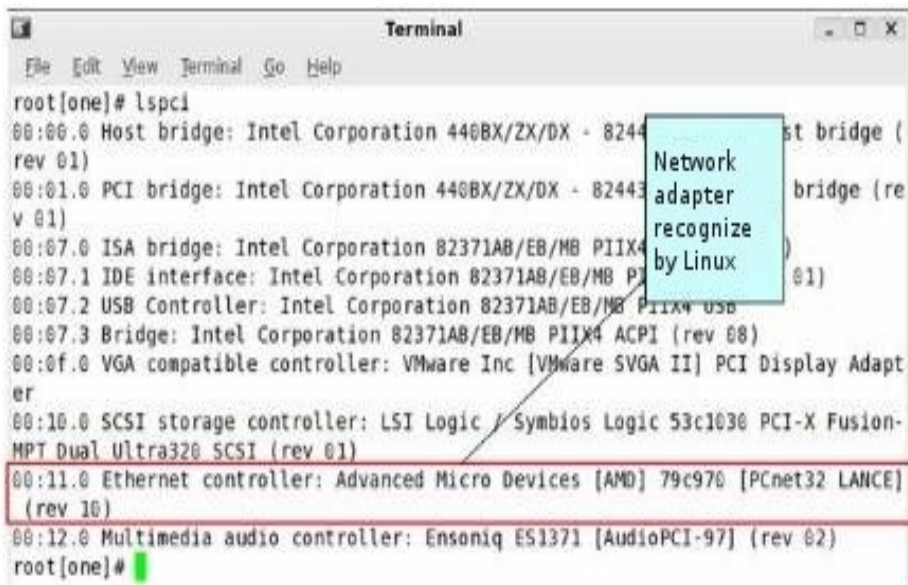 Terminal
File Edit View Terminal Go Help
root[one]# lspci
00:00.0 Host bridge: Intel Corporation 440BX/ZX/DX - 8244 st bridge (
rev 01)
00:01.0 PCI bridge: Intel Corporation 440BX/ZX/DX - 82443 bridge (re
v 01)
00:07.0 ISA bridge: Intel Corporation 82371AB/EB/MB PIIX4 )
00:07.1 IDE interface: Intel Corporation 82371AB/EB/MB 01)
00:07.2 USB Controller: Intel Corporation 82371AB/EB/MB PIIX4 USB
00:07.3 Bridge: Intel Corporation 82371AB/EB/MB PIIX4 ACPI (rev 08)
00:0f.0 VGA compatible controller: VMware Inc [VMware SVGA II] PCI Display Adapt
er
00:10.0 SCSI storage controller: LSI Logic / Symbios Logic 53c1030 PCI-X Fusion-
MPT Dual Ultra320 SCSI (rev 01)
00:11.0 Ethernet controller: Advanced Micro Devices [AMD] 79c970 [PCnet32 LANCE]
(rev 10)
00:12.0 Multimedia audio controller: Ensoniq ES1371 [AudioPCI-97] (rev 02)
root[one]#
Network
adapter
recognize
by Linux